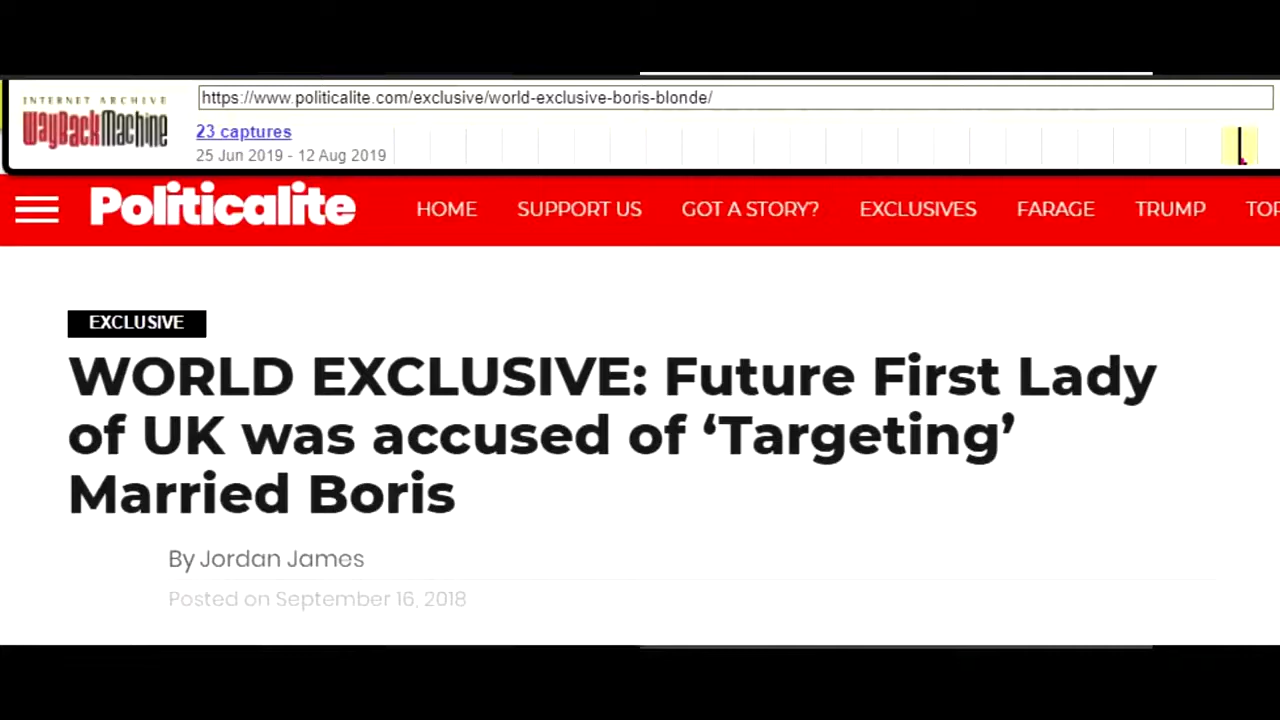 https://www.politicalite.com/exclusive/world-exclusive-boris-blonde/
INTERNET ARCHIVE
WayBackMachine
23 captures
25 Jun 2019 - 12 Aug 2019
Politicalite HOME SUPPORT US GOT A STORY? EXCLUSIVES FARAGE TRUMP TOP
EXCLUSIVE
WORLD EXCLUSIVE: Future First Lady
of UK was accused of ‘Targeting’
Married Boris
By Jordan James
Posted on September 16, 2018